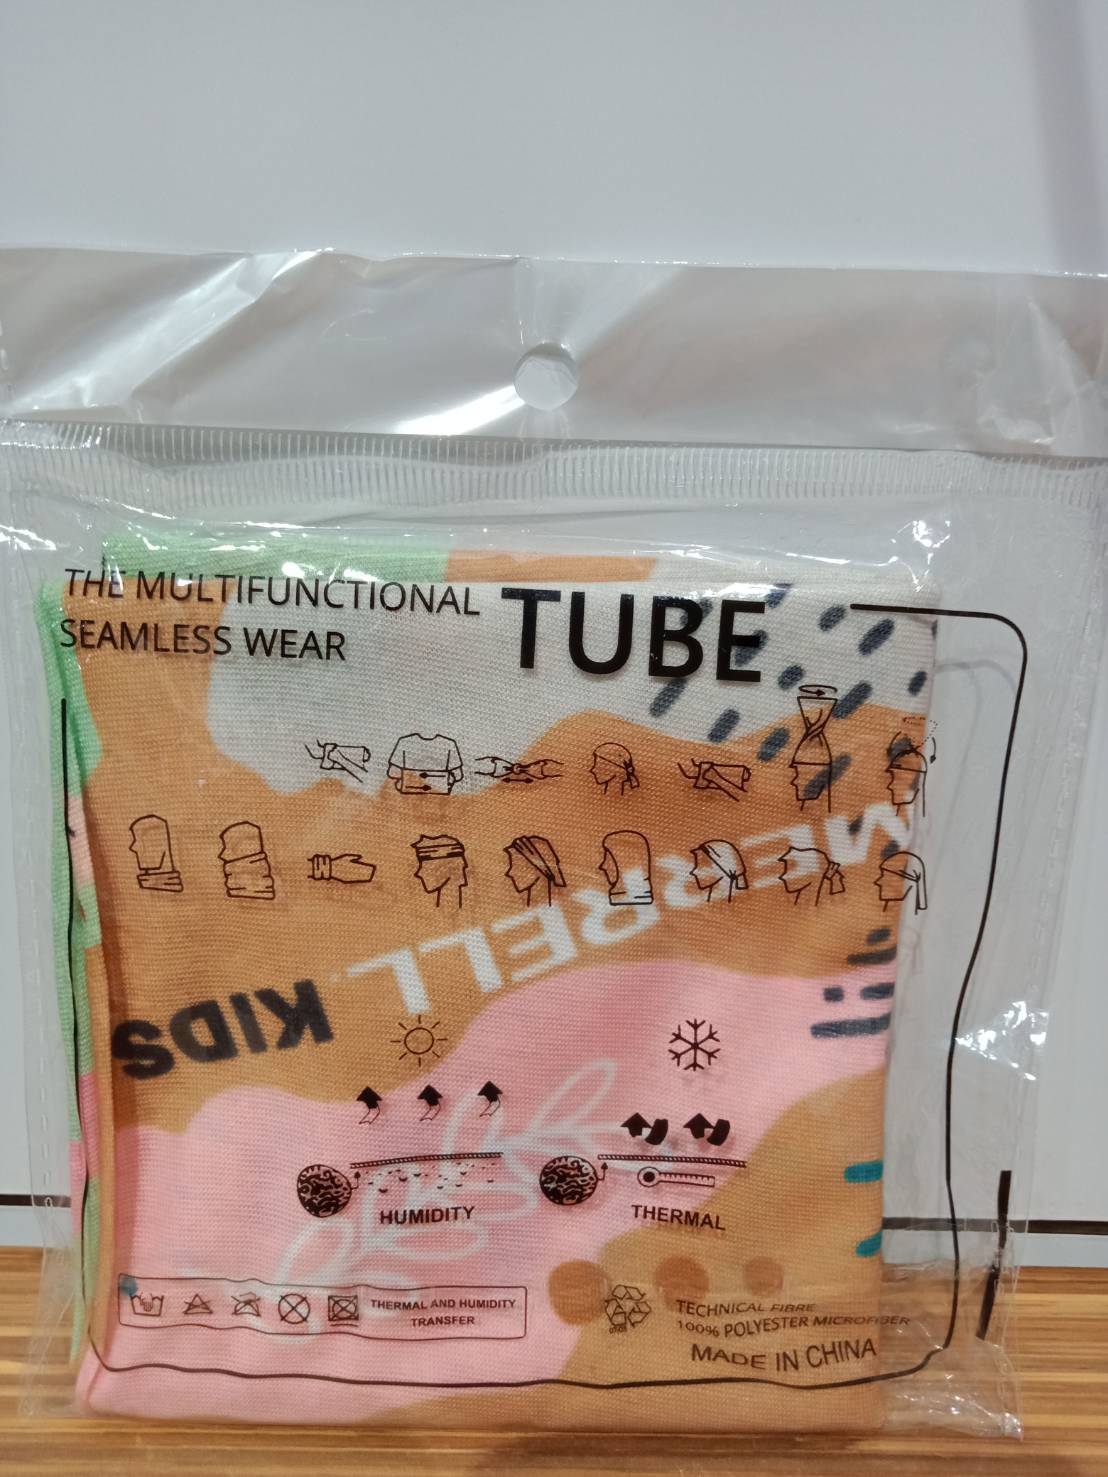 THE MULTIFUNCTIONAL
SEAMLESS WEAR
TUBE
MERRELL
KIDS
HUMIDITY
THERMAL
THERMAL AND HUMIDITY
TRANSFER
TECHNICAL FIBRE
100% POLYESTER MICROFIBER
MADE IN CHINA